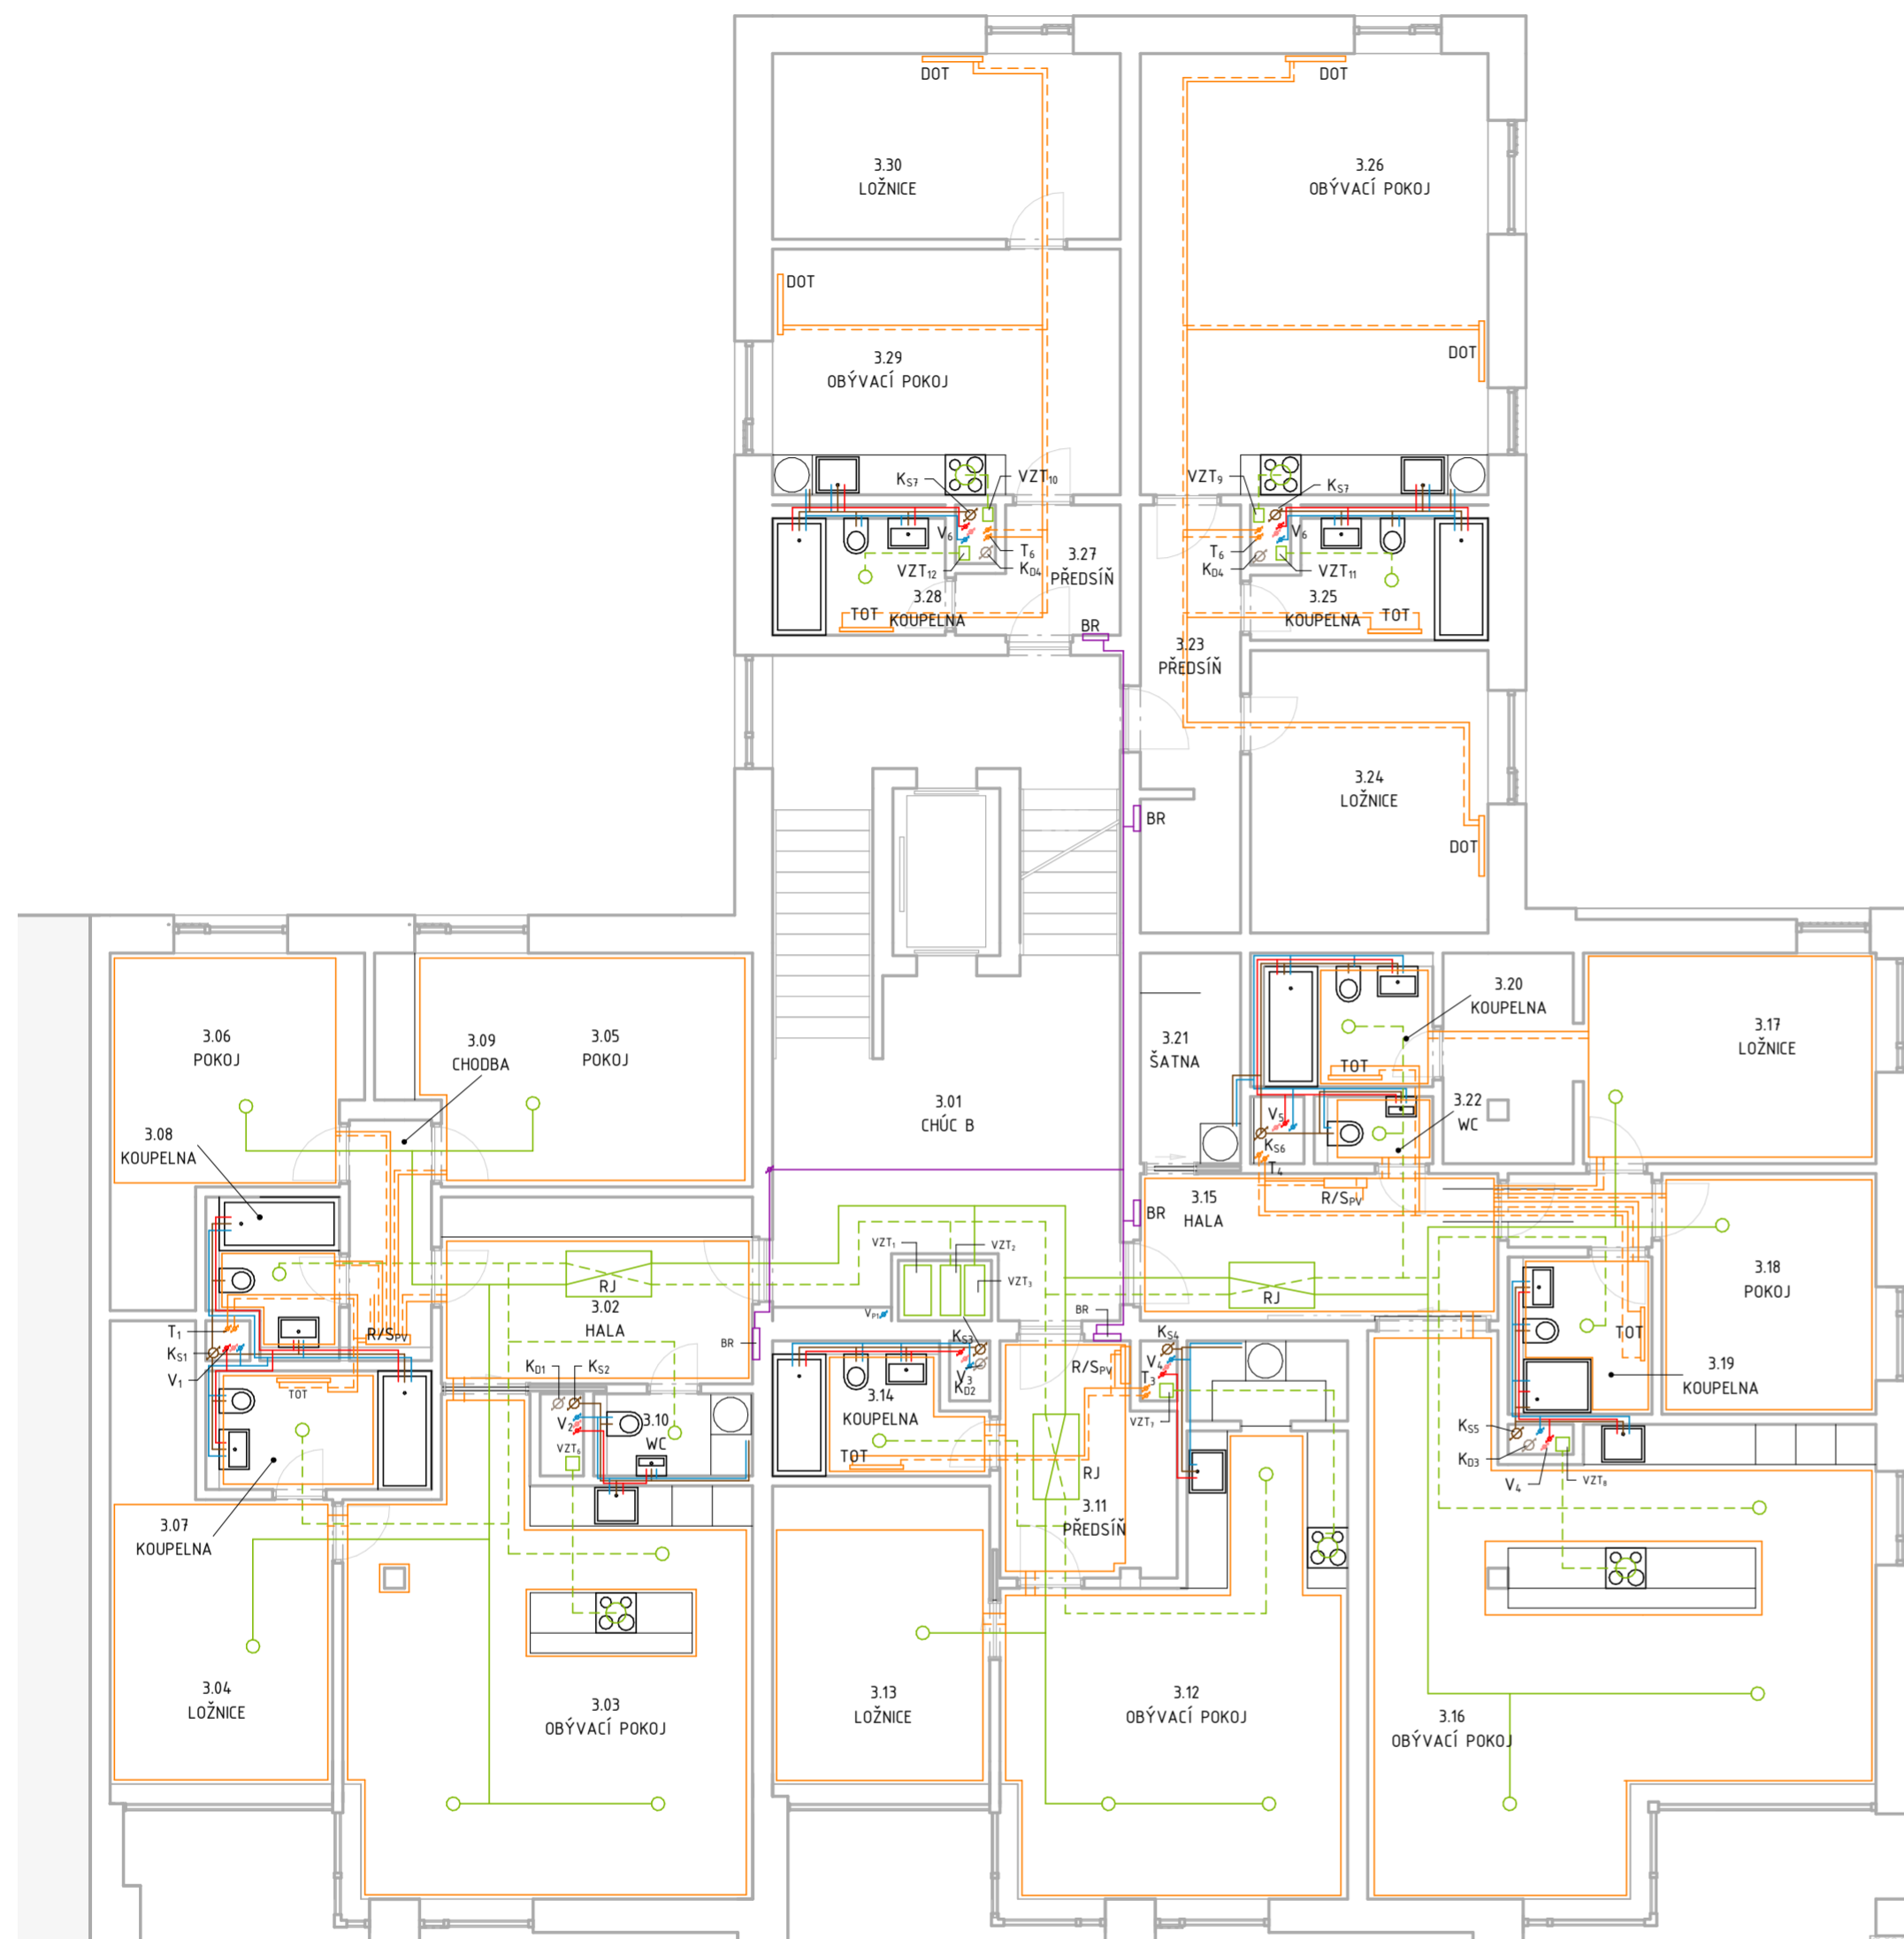 DOT
DOT
3.30
LOŽNICE
3.26
OBÝVACÍ POKOJ
DOT
3.29
OBÝVACÍ POKOJ
DOT
KS7
VZT10
VZT9
KS7
V6
T6
KD4
VZT12
3.27
PŘEDSÍŇ
V6
T6
KD4
VZT11
3.28
KOUPELNA
TOT
3.25
KOUPELNA
TOT
BR
3.23
PŘEDSÍŇ
3.24
LOŽNICE
BR
DOT
3.06
POKOJ
3.09
CHODBA
3.05
POKOJ
3.20
KOUPELNA
3.17
LOŽNICE
3.21
ŠATNA
TOT
3.01
CHÚC B
3.22
WC
V5
KS6
T4
3.08
KOUPELNA
3.15
HALA
R/SPV
BR
VZT1
VZT2
VZT3
RJ
3.02
HALA
RJ
3.18
POKOJ
VP1
BR
T1
KS1
V1
R/SPV
BR
KS3
V3
KD2
KS4
V4
T3
VZT7
R/SPV
TOT
3.19
KOUPELNA
KD1
KS2
TOT
3.14
KOUPELNA
TOT
V2
3.10
WC
VZT6
KS5
KD3
V4
VZT8
RJ
3.11
PŘEDSÍŇ
3.07
KOUPELNA
3.04
LOŽNICE
3.03
OBÝVACÍ POKOJ
3.13
LOŽNICE
3.12
OBÝVACÍ POKOJ
3.16
OBÝVACÍ POKOJ